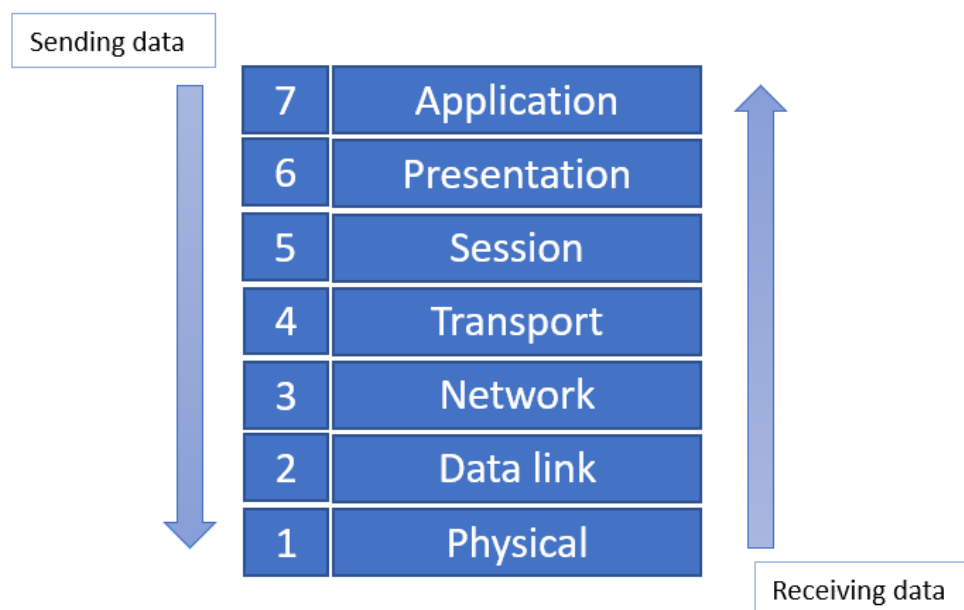 Sending data
7 Application
6 Presentation
5 Session
4 Transport
3 Network
2 Data link
1 Physical
Receiving data